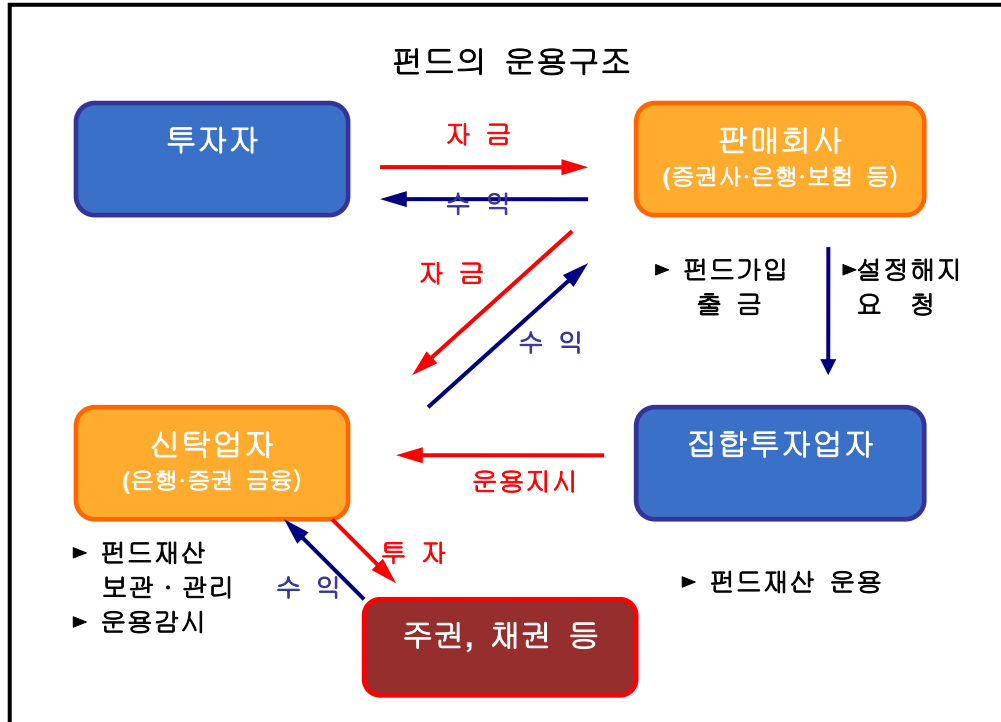 펀드의 운용구조
투자자
자 금
수 익
판매회사
(증권사·은행·보험 등)
자 금
수 익
► 펀드가입
출 금
►설정해지
요 청
신탁업자
(은행·증권 금융)
운용지시
집합투자업자
► 펀드재산
보관 · 관리
► 운용감시
수 익
투 자
► 펀드재산 운용
주권, 채권 등